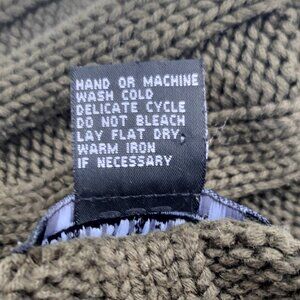 HAND OR MACHINE
WASH COLD
DELICATE CYCLE
DO NOT BLEACH
LAY FLAT DRY,
WARM IRON
IF NECESSARY